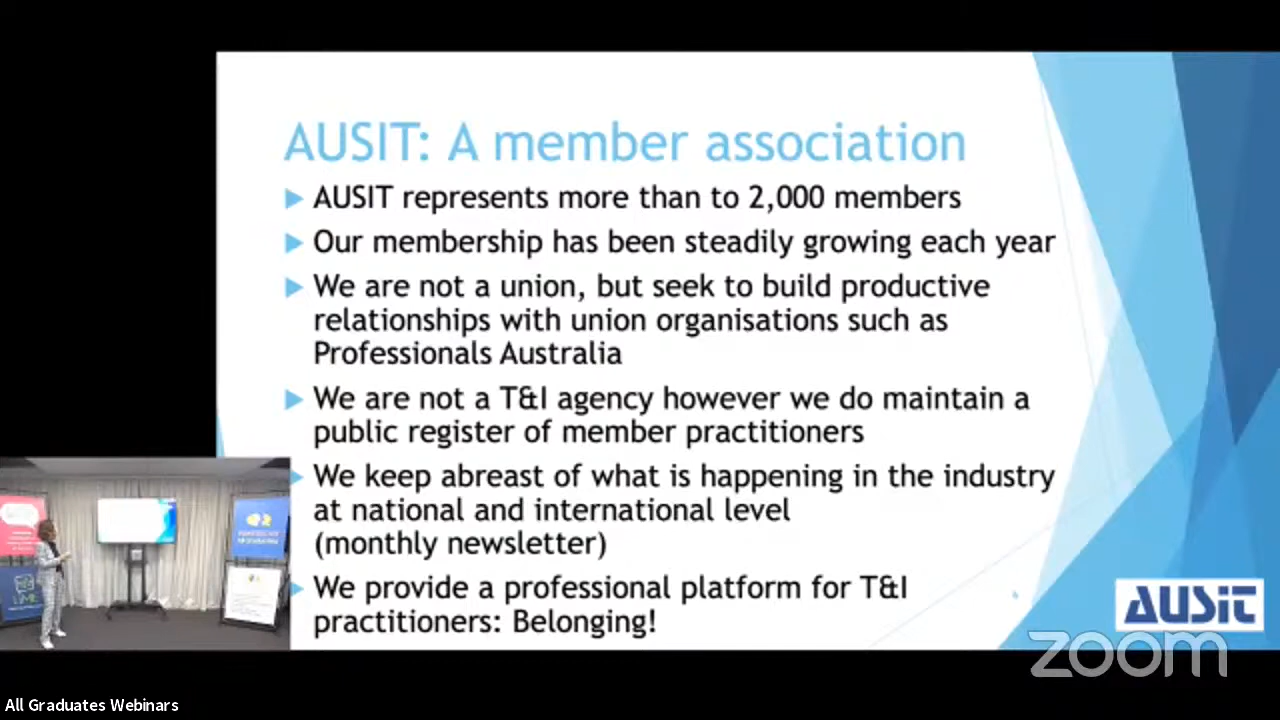 AUSIT: A member association
AUSIT represents more than to 2,000 members
Our membership has been steadily growing each year
We are not a union, but seek to build productive
relationships with union organisations such as
Professionals Australia
We are not a T&I agency however we do maintain a
public register of member practitioners
We keep abreast of what is happening in the industry
at national and international level
(monthly newsletter)
We provide a professional platform for T&I
practitioners: Belonging!
AUSiT
zoom
All Graduates Webinars